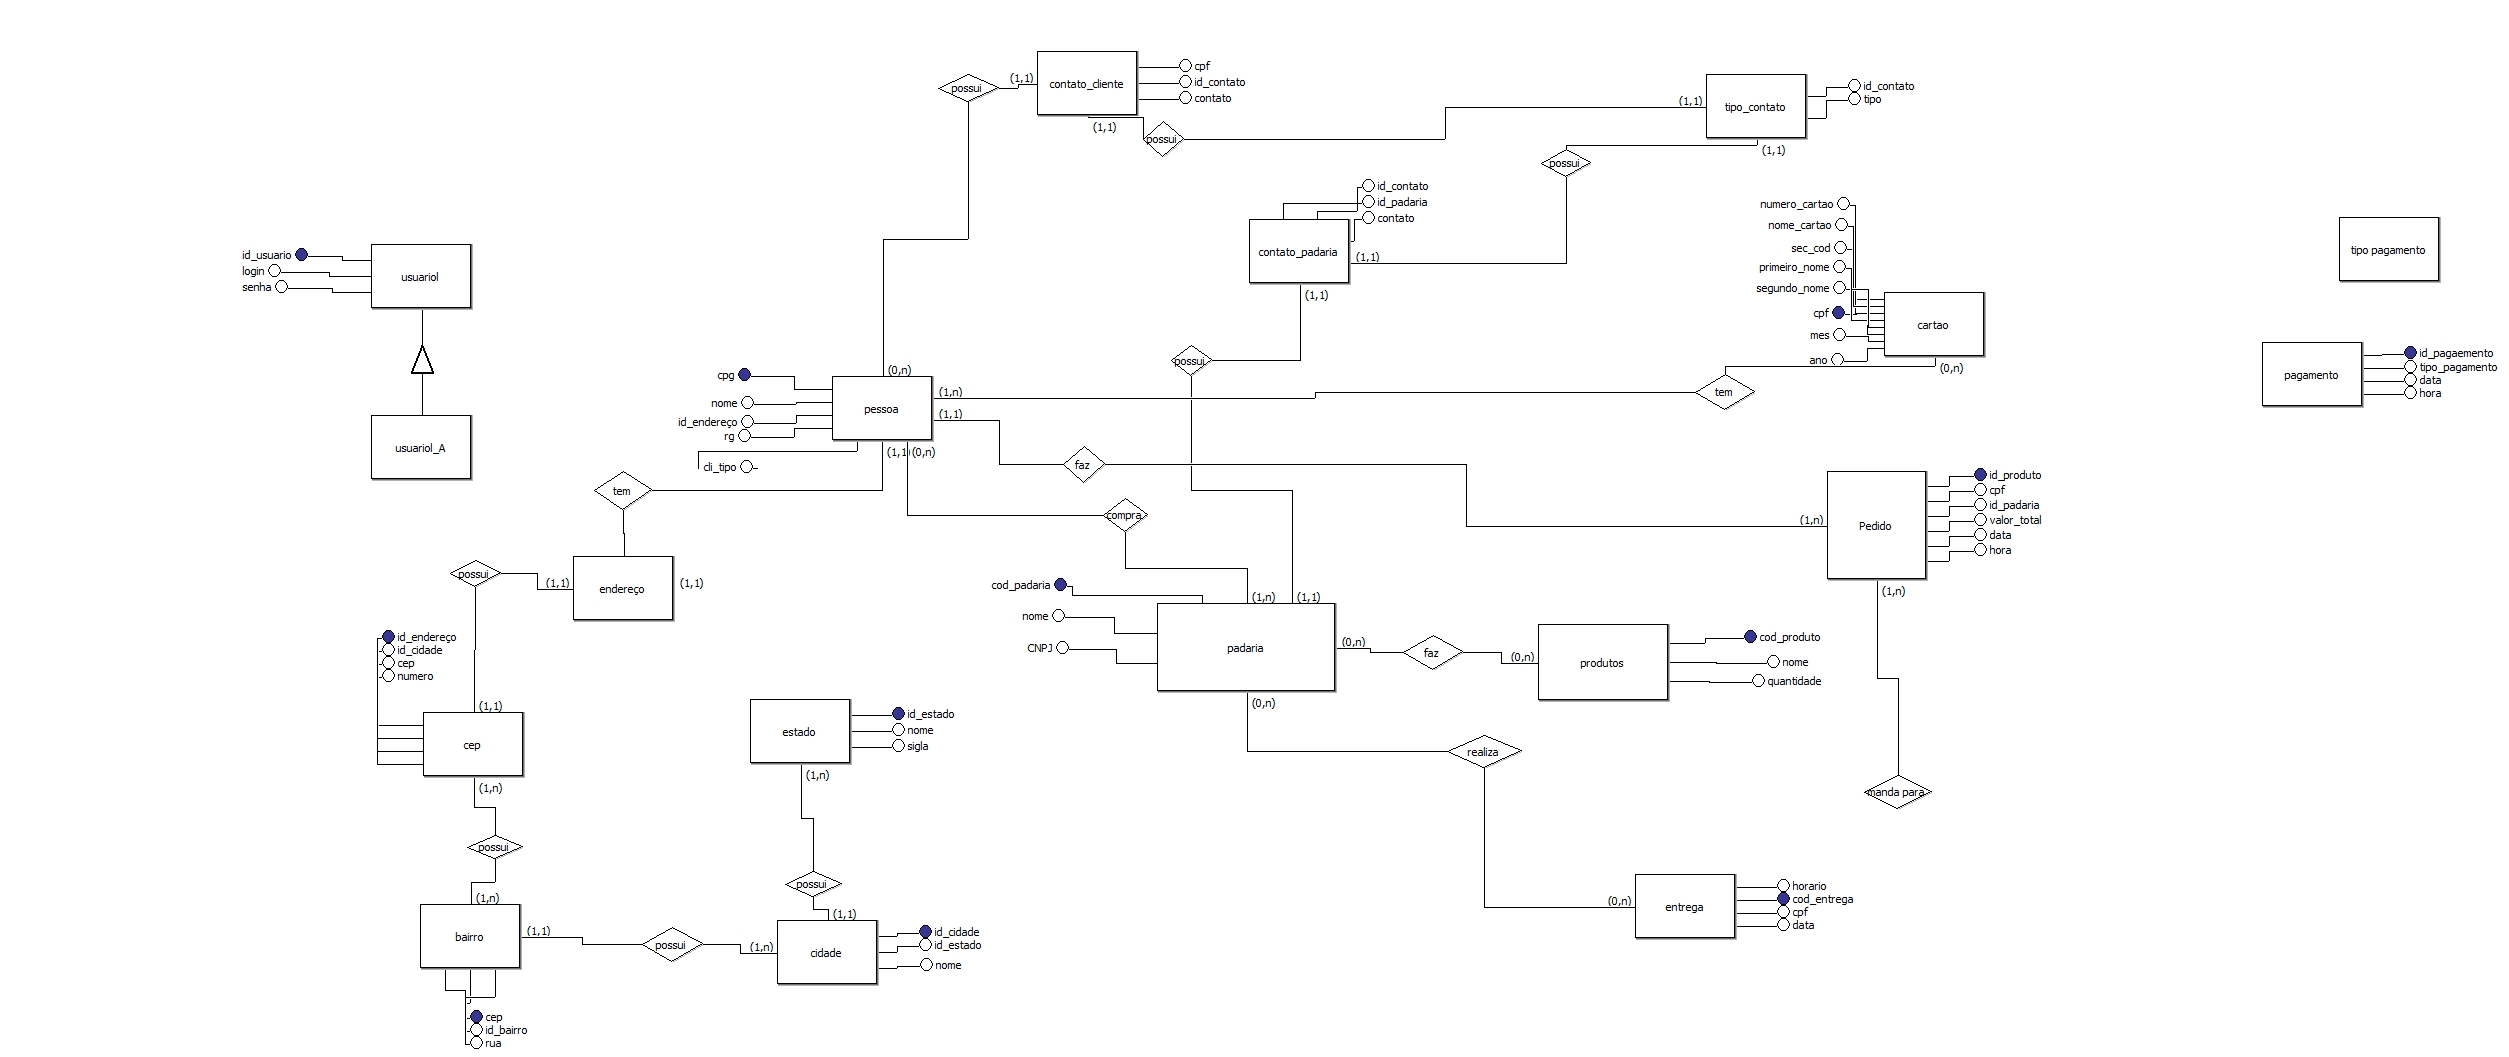 possui
(1,1)
contato_cliente
cpf
id_contato
contato
(1,1)
possui
(1,1)
tipo_contato
id_contato
tipo
(1,1)
possui
id_contato
id_padaria
contato
contato_padaria
(1,1)
(1,1)
possui
numero_cartao
nome_cartao
sec_cod
primeiro_nome
segundo_nome
cpf
mes
ano
cartao
(0,n)
tem
tipo pagamento
pagamento
id_pagaemento
tipo_pagamento
data
hora
id_usuario
login
senha
usuariol
usuariol_A
cpg
nome
id_endereço
rg
cli_tipo
pessoa
(0,n)
(1,n)
(1,1)
(1,1)
(0,n)
faz
tem
compra
(1,n)
Pedido
id_produto
cpf
id_padaria
valor_total
data
hora
(1,n)
manda para
possui
(1,1)
endereço
(1,1)
cod_padaria
nome
CNPJ
(1,n)
(1,1)
padaria
(0,n)
faz
(0,n)
produtos
cod_produto
nome
quantidade
(0,n)
realiza
(0,n)
entrega
horario
cod_entrega
cpf
data
id_endereço
id_cidade
cep
numero
(1,1)
cep
(1,n)
possui
(1,n)
bairro
(1,1)
possui
cep
id_bairro
rua
estado
id_estado
nome
sigla
(1,n)
possui
(1,1)
(1,n)
cidade
id_cidade
id_estado
nome